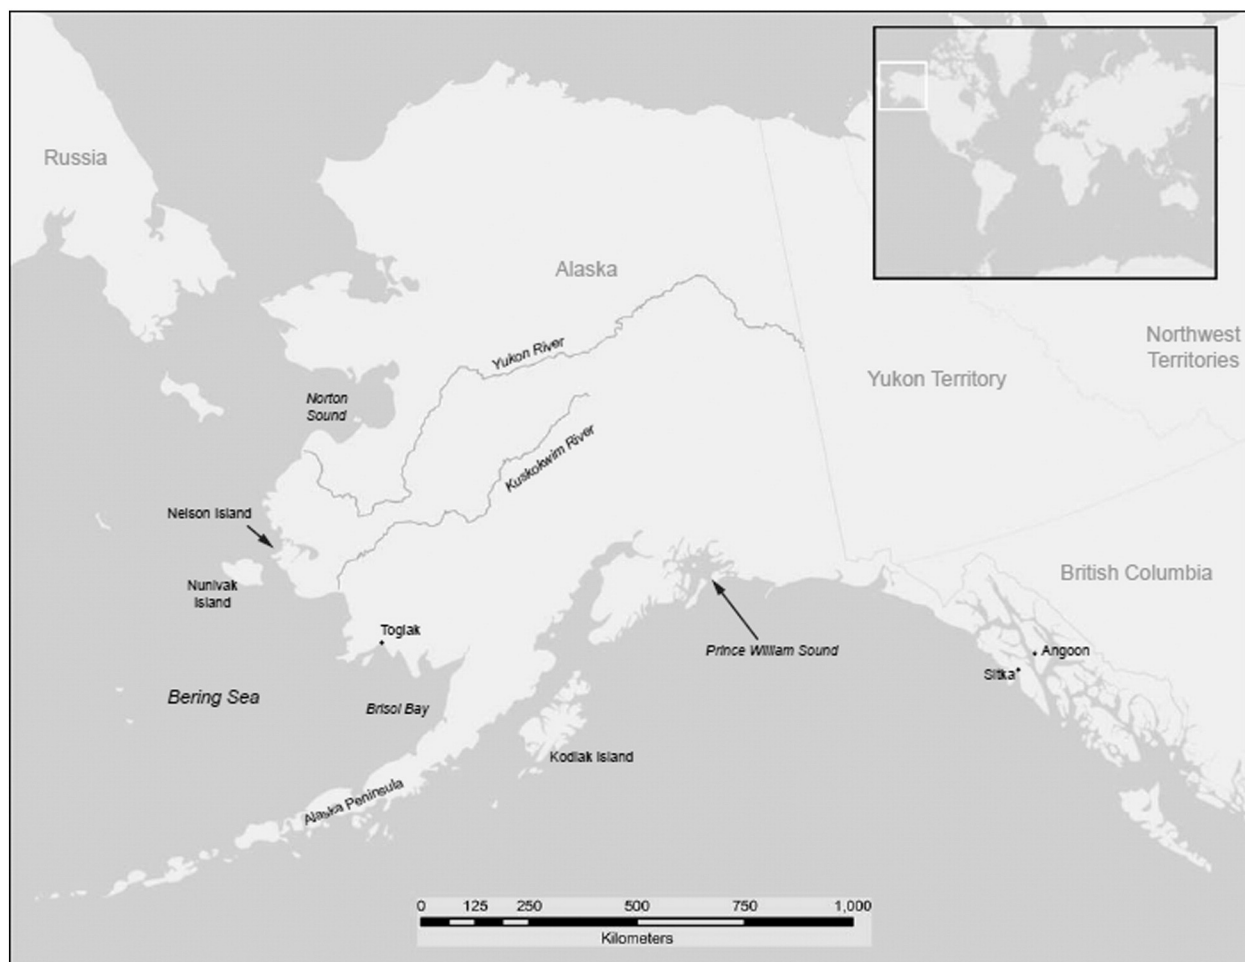 Russia
Alaska
Northwest
Territories
Yukon River
Yukon Territory
Norton
Sound
Kuskokwim River
Nelson Island
Nunivak
Island
British Columbia
Togiak
Prince William Sound
Angoon
Sitka
Bering Sea
Brisol Bay
Kodiak Island
Alaska Peninsula
0 125 250 500 750 1,000
Kilometers